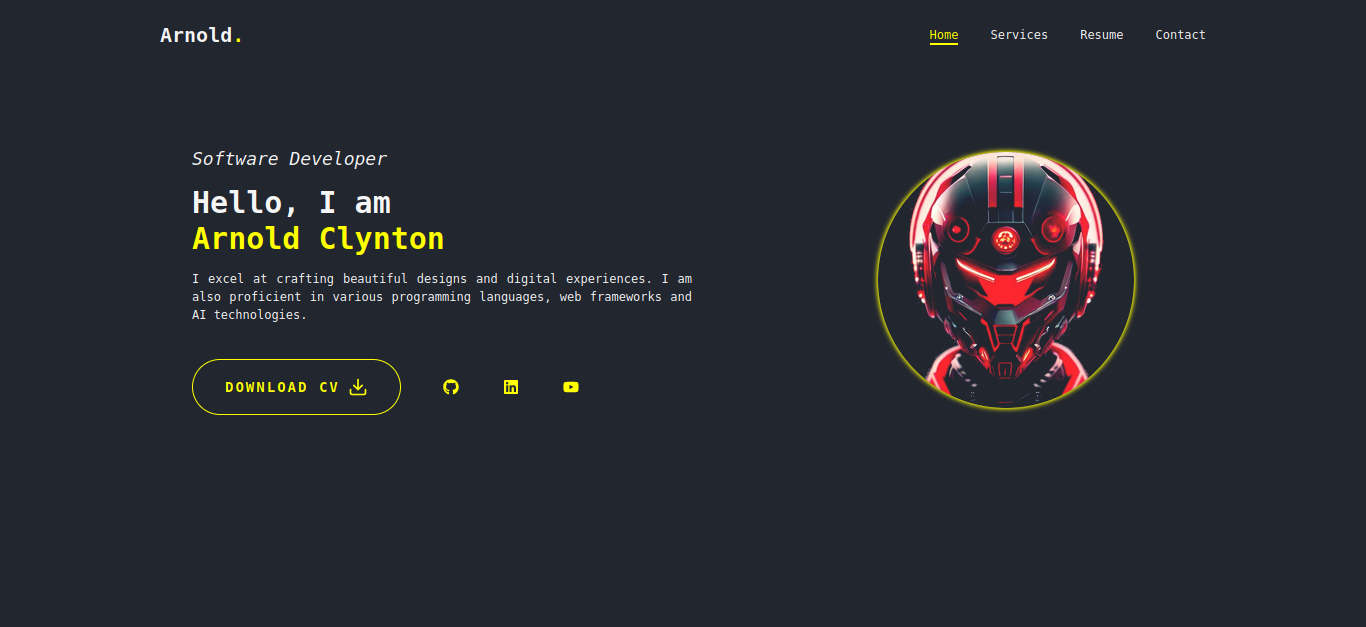 Arnold.
Home Services Resume Contact
Software Developer
Hello, I am
Arnold Clynton
I excel at crafting beautiful designs and digital experiences. I am
also proficient in various programming languages, web frameworks and
AI technologies.
DOWNLOAD CV
in